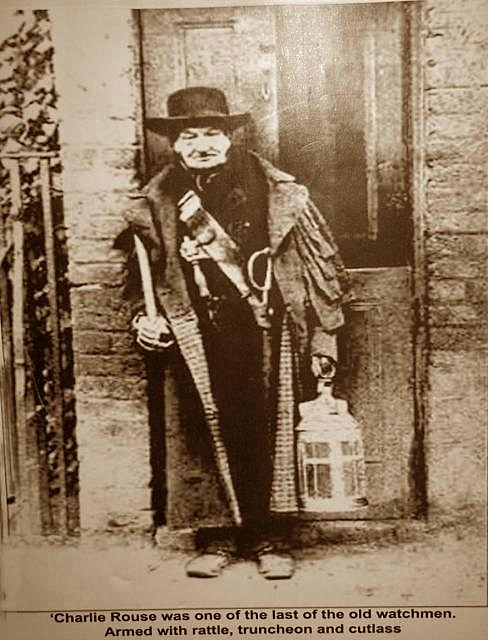 ‘Charlie Rouse was one of the last of the old watchmen.
Armed with rattle, truncheon and cutlass